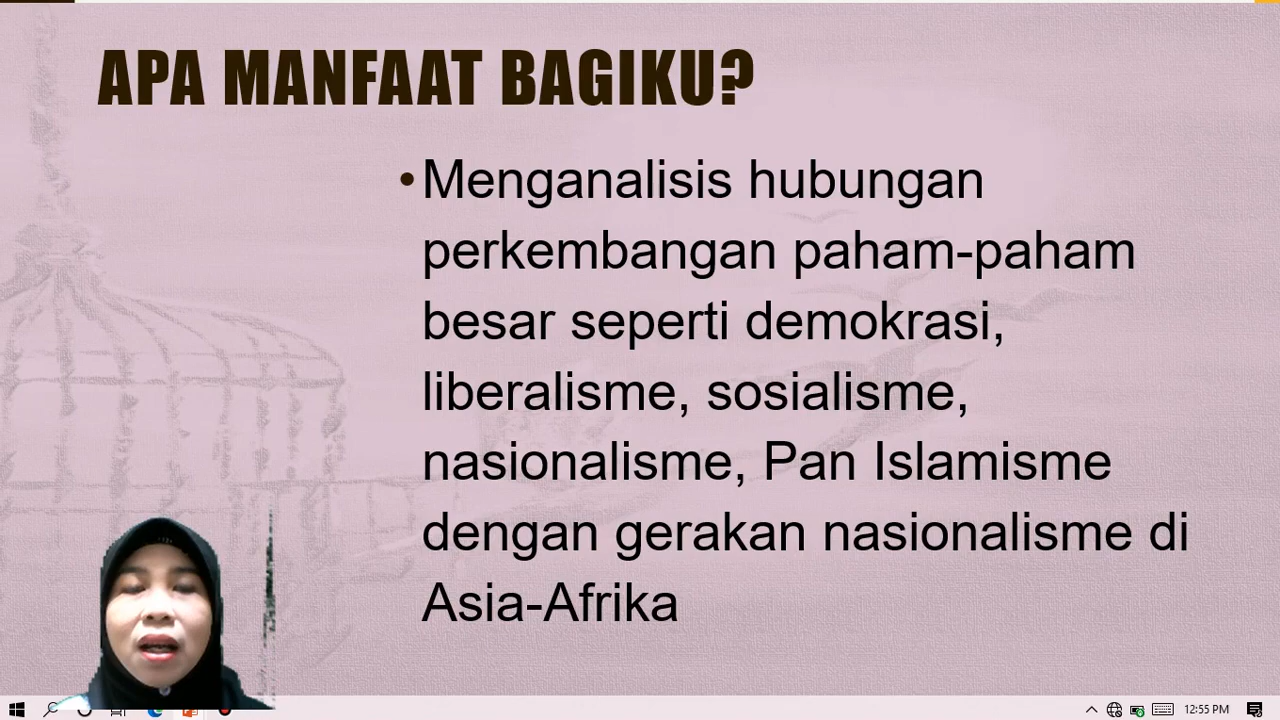 APA MANFAAT BAGIKU?
•Menganalisis hubungan
perkembangan paham-paham
besar seperti demokrasi,
liberalisme, sosialisme,
nasionalisme, Pan Islamisme
dengan gerakan nasionalisme di
Asia-Afrika
12:55 PM